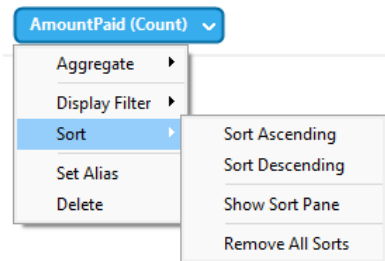 AmountPaid (Count)
Aggregate
Display Filter
Sort
Set Alias
Delete
Sort Ascending
Sort Descending
Show Sort Pane
Remove All Sorts